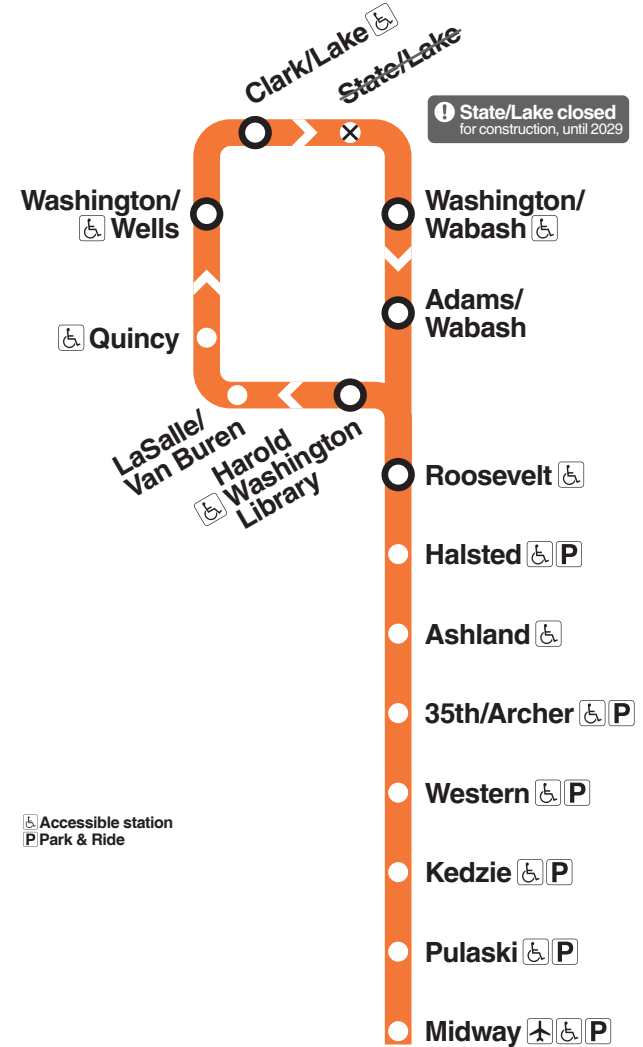 Clark/Lake
State/Lake
! State/Lake closed
for construction, until 2029
Washington/
Wells
Washington/
Wabash
Quincy
Adams/
Wabash
LaSalle/
Van Buren
Harold
Washington
Library
Roosevelt
Halsted P
Ashland
35th/Archer P
Western P
Kedzie P
Pulaski P
Midway P
Accessible station
P Park & Ride